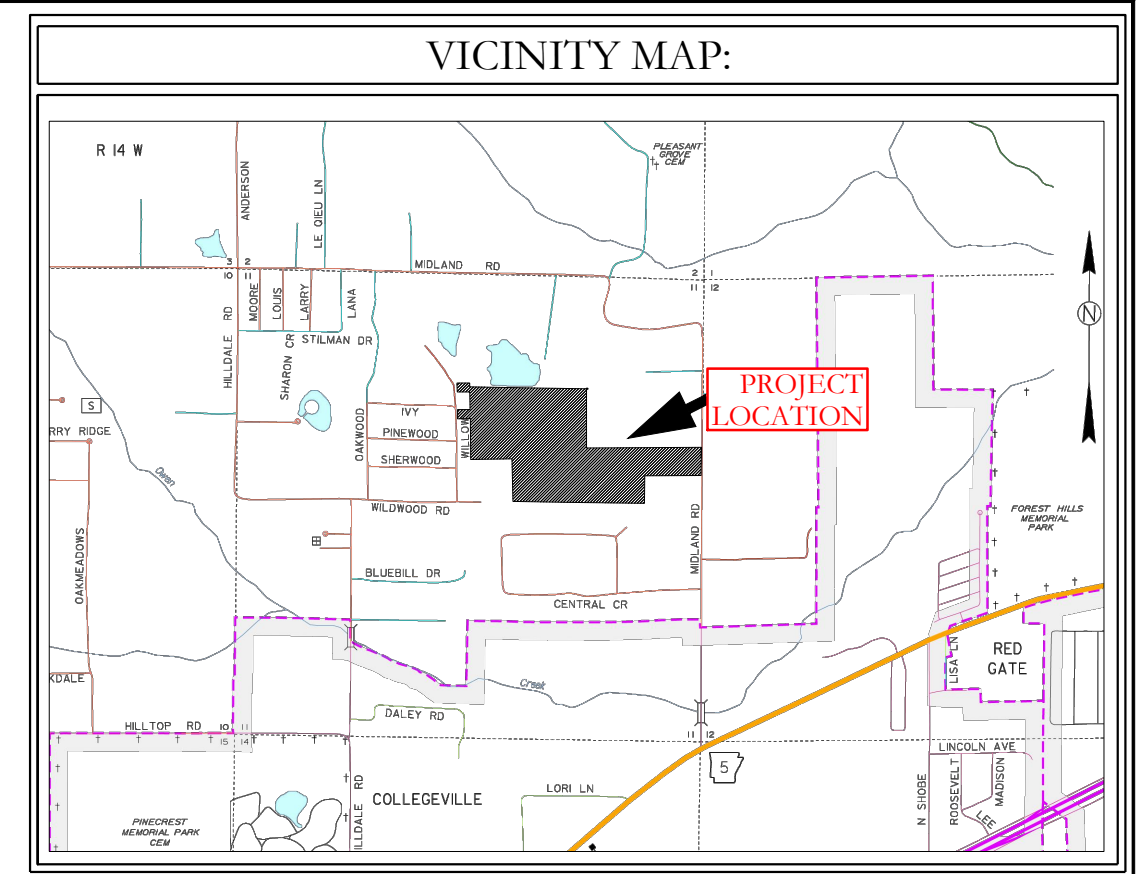 VICINITY MAP:
R 14 W
ANDERSON
LE QIEU LN
PLEASANT
GROVE
CEM
3 2
10 11
MIDLAND RD
2 1
11 12
HILLDALE RD
MOORE
LOUIS
LARRY
LANA
STILMAN DR
SHARON CR
N
PROJECT
LOCATION
S
RRY RIDGE
OAKWOOD
IVY
PINEWOOD
SHERWOOD
WILLOW
WILDWOOD RD
Owen
OAKMEADOWS
MIDLAND RD
FOREST HILLS
MEMORIAL
PARK
BLUEBILL DR
CENTRAL CR
LISA LN
RED
GATE
KDALE
Creek
DALEY RD
HILLTOP RD
10 11
15 14
11 12
5
LINCOLN AVE
COLLEGEVILLE
ILLDALE RD
LORI LN
N SHOBE
ROOSEVELT
MADISON
LEE
PINECREST
MEMORIAL PARK
CEM